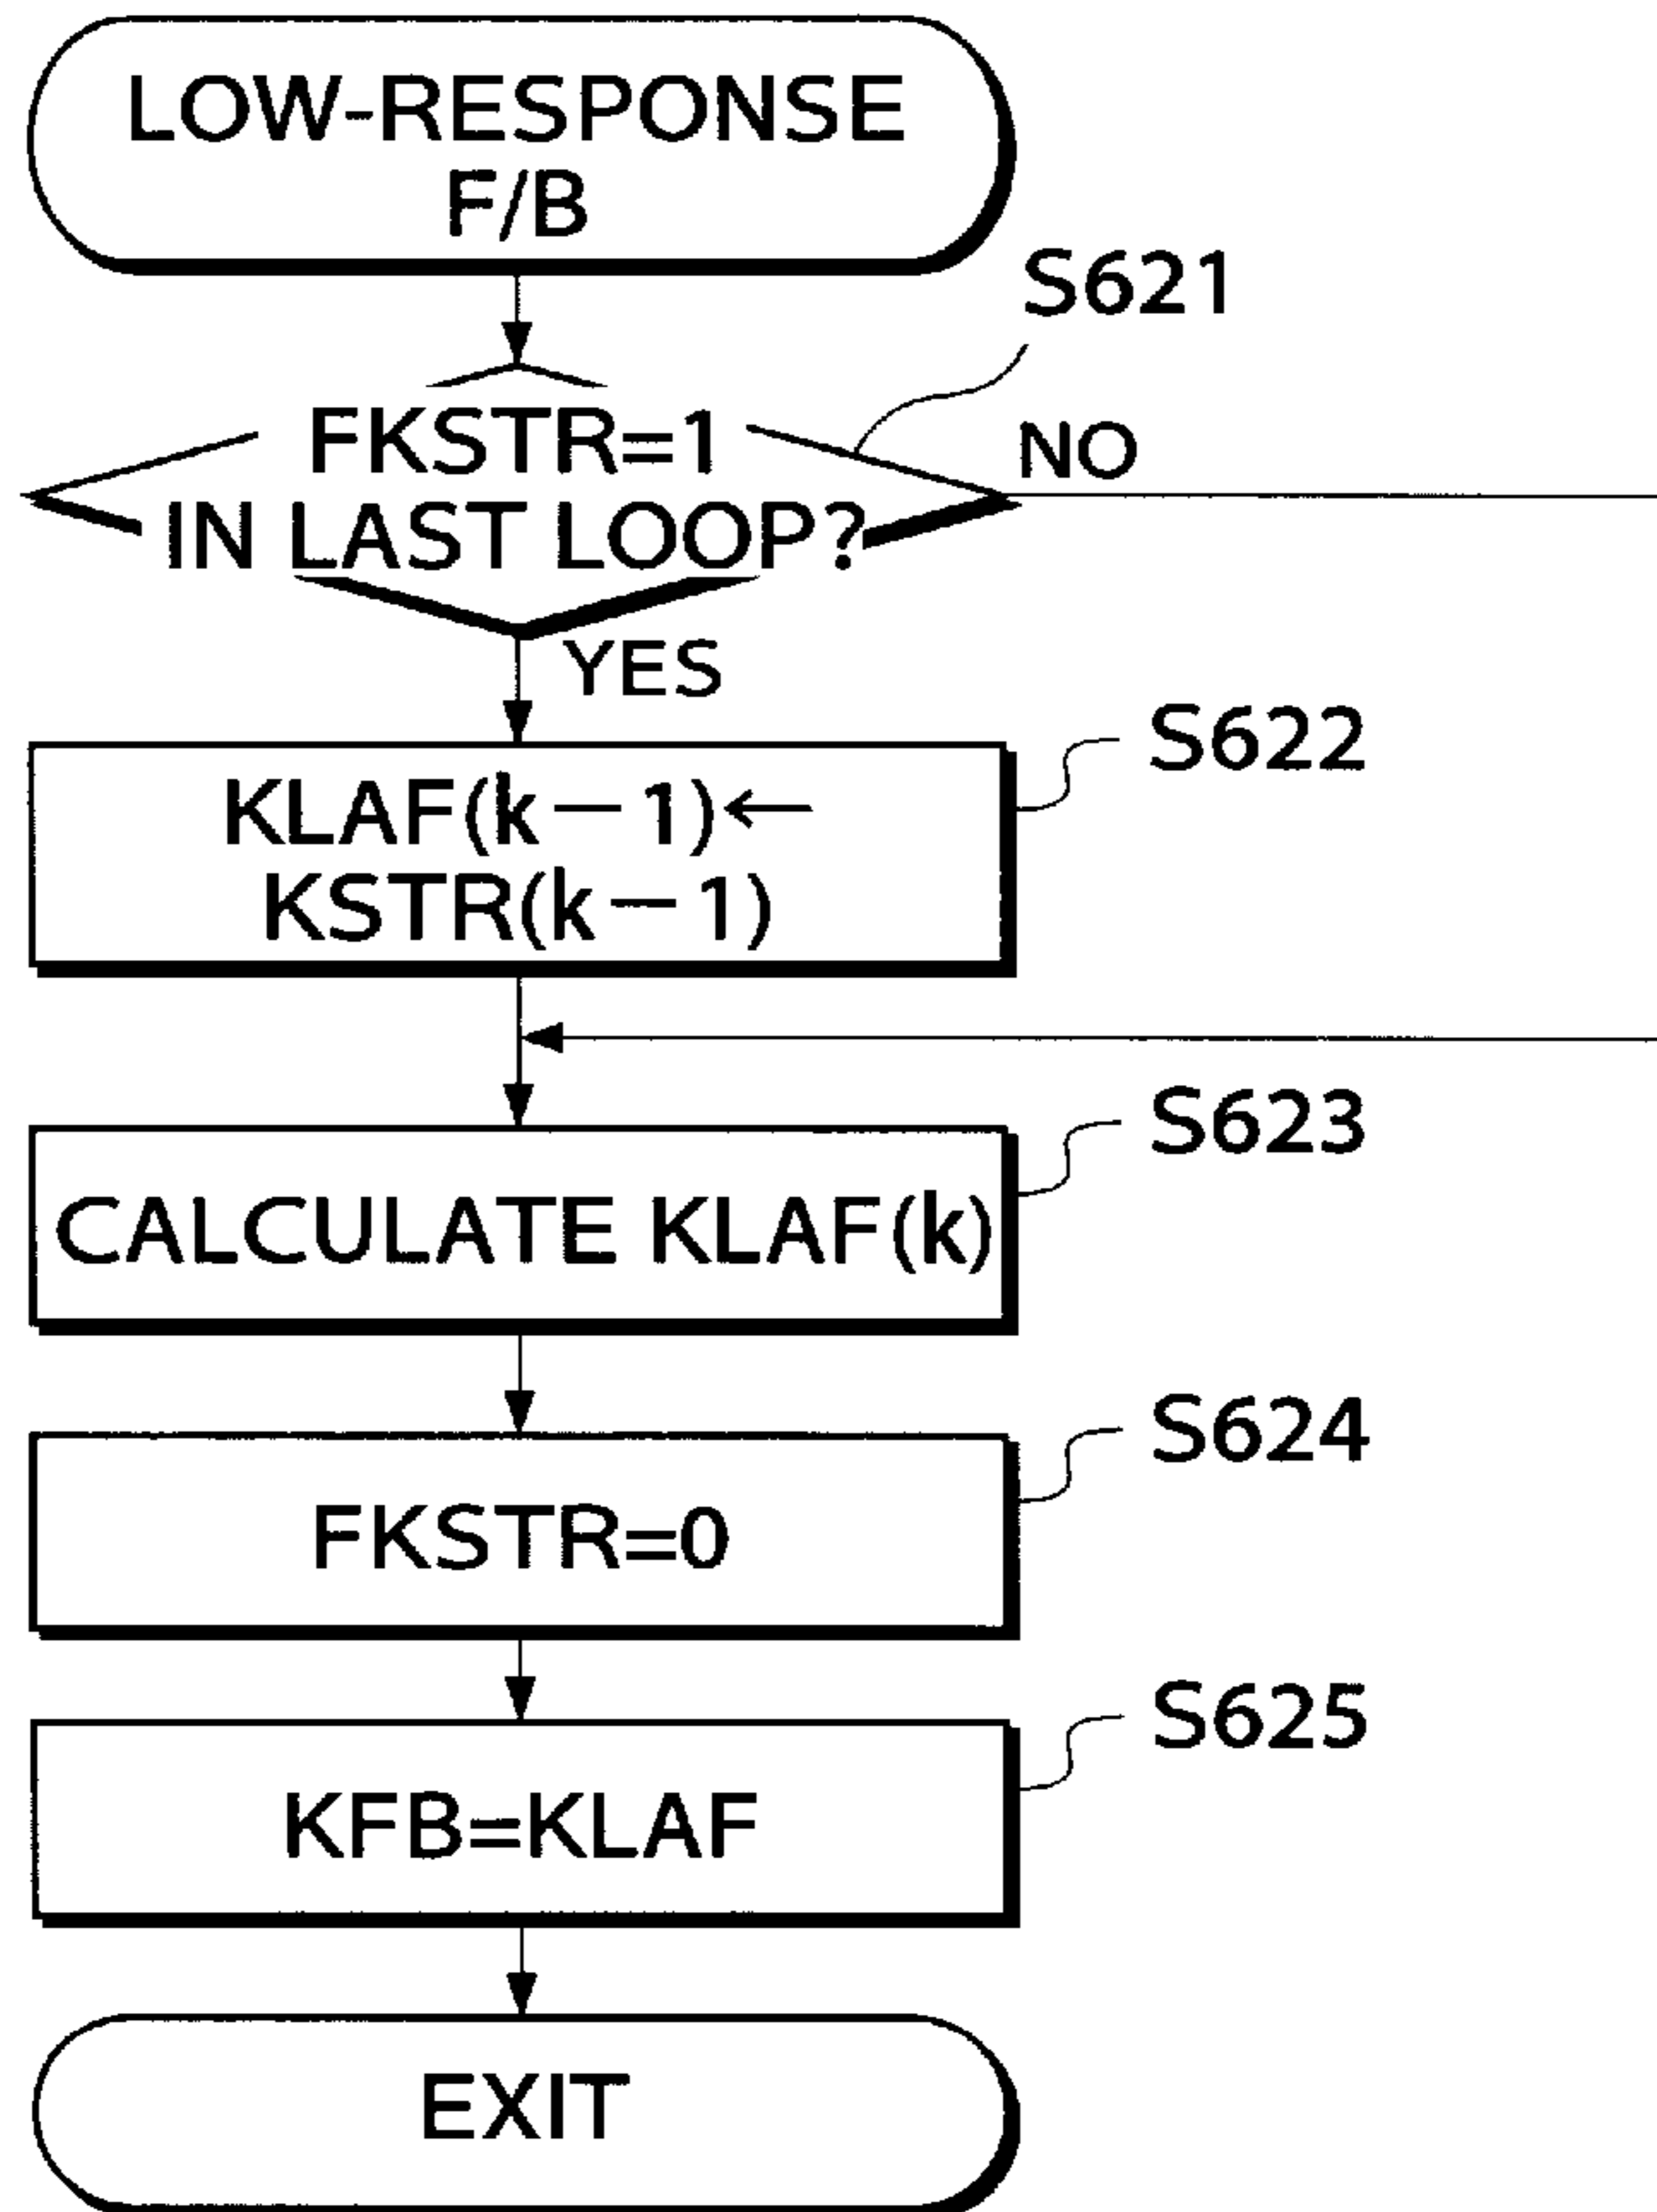 LOW-RESPONSE
F/B
S621
FKSTR=1
NO
IN LAST LOOP?
YES
S622
KLAF(k－1)←
KSTR(k－1)
S623
CALCULATE KLAF(k)
S624
FKSTR=0
S625
KFB=KLAF
EXIT